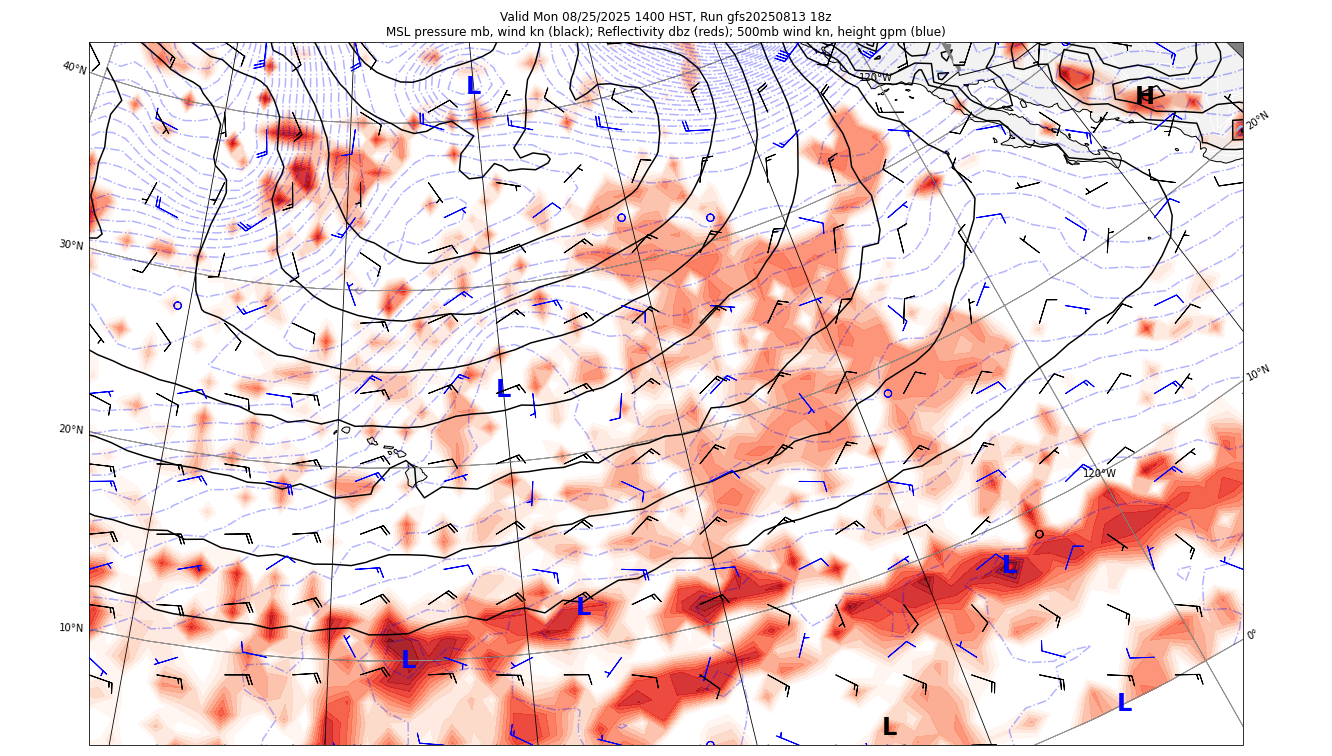 Valid Mon 08/25/2025 1400 HST, Run gfs20250813 18z
MSL pressure mb, wind kn (black); Reflectivity dbz (reds); 500mb wind kn, height gpm (blue)
40°N
120°W
L
H
20°N
30°N
10°N
L
20°N
120°W
L
10°N
L
0°
L
L
L